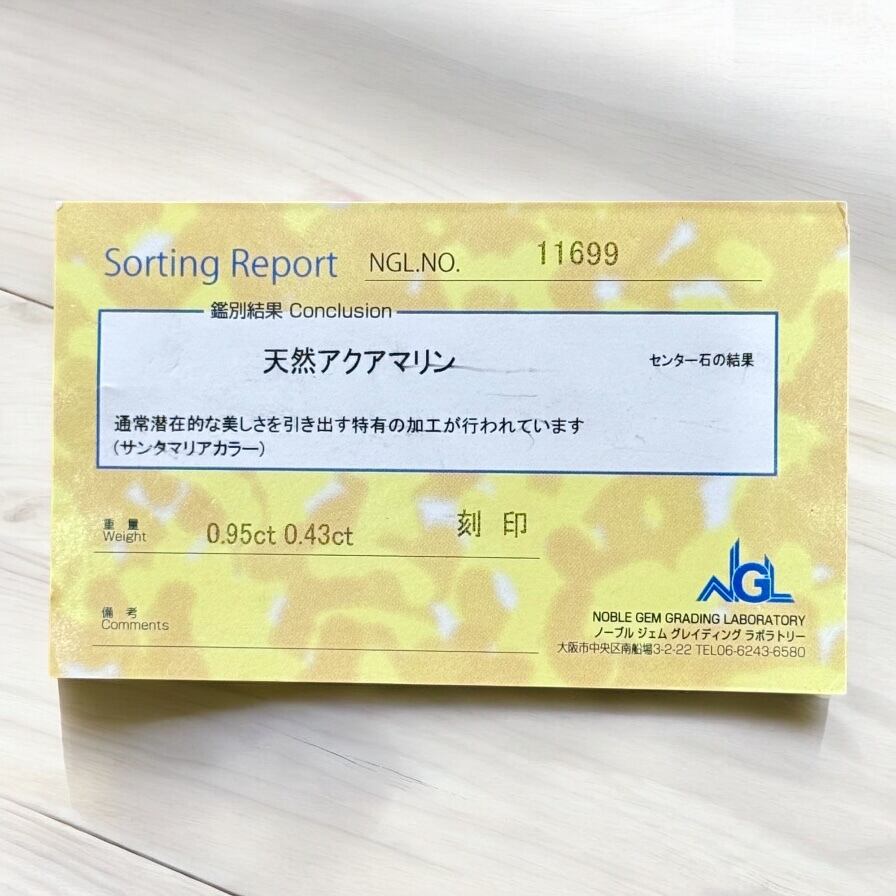 Sorting Report NGL.NO. 11699
鑑別結果 Conclusion
天然アクアマリン センター石の結果
通常潜在的な美しさを引き出す特有の加工が行われています
(サンタマリアカラー)
重量 0.95ct 0.43ct 刻印
Weight
備考
Comments
NGL
NOBLE GEM GRADING LABORATORY
ノーブル ジェム グレイディング ラボラトリー
大阪市中央区南船場3-2-22 TEL06-6243-6580